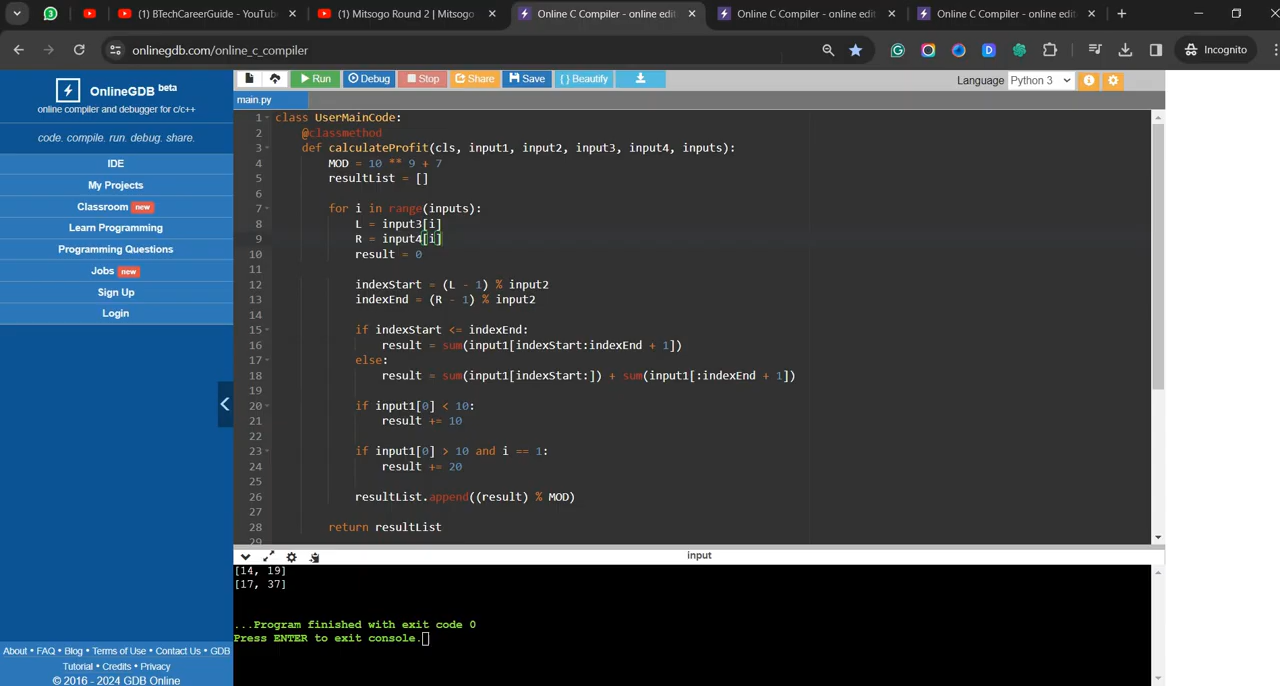 (1) BTechCareerGuide - YouTube
(1) Mitsogo Round 2 | Mitsogo
Online C Compiler - online edit
Online C Compiler - online edit
Online C Compiler - online edit
onlinegdb.com/online_c_compiler
Incognito
OnlineGDB beta
online compiler and debugger for c/c++
code. compile. run. debug. share.
IDE
My Projects
Classroom new
Learn Programming
Programming Questions
Jobs new
Sign Up
Login
About • FAQ • Blog • Terms of Use • Contact Us • GDB
Tutorial • Credits • Privacy
© 2016 - 2024 GDB Online
Run Debug Stop Share Save { } Beautify
Language Python 3
main.py
1 class UserMainCode:
2 @classmethod
3 def calculateProfit(cls, input1, input2, input3, input4, inputs):
4 MOD = 10 ** 9 + 7
5 resultList = []
6
7 for i in range(inputs):
8 L = input3[i]
9 R = input4[i]
10 result = 0
11
12 indexStart = (L - 1) % input2
13 indexEnd = (R - 1) % input2
14
15 if indexStart <= indexEnd:
16 result = sum(input1[indexStart:indexEnd + 1])
17 else:
18 result = sum(input1[indexStart:]) + sum(input1[:indexEnd + 1])
19
20 if input1[0] < 10:
21 result += 10
22
23 if input1[0] > 10 and i == 1:
24 result += 20
25
26 resultList.append((result) % MOD)
27
28 return resultList
29
input
[14, 19]
[17, 37]
...Program finished with exit code 0
Press ENTER to exit console.